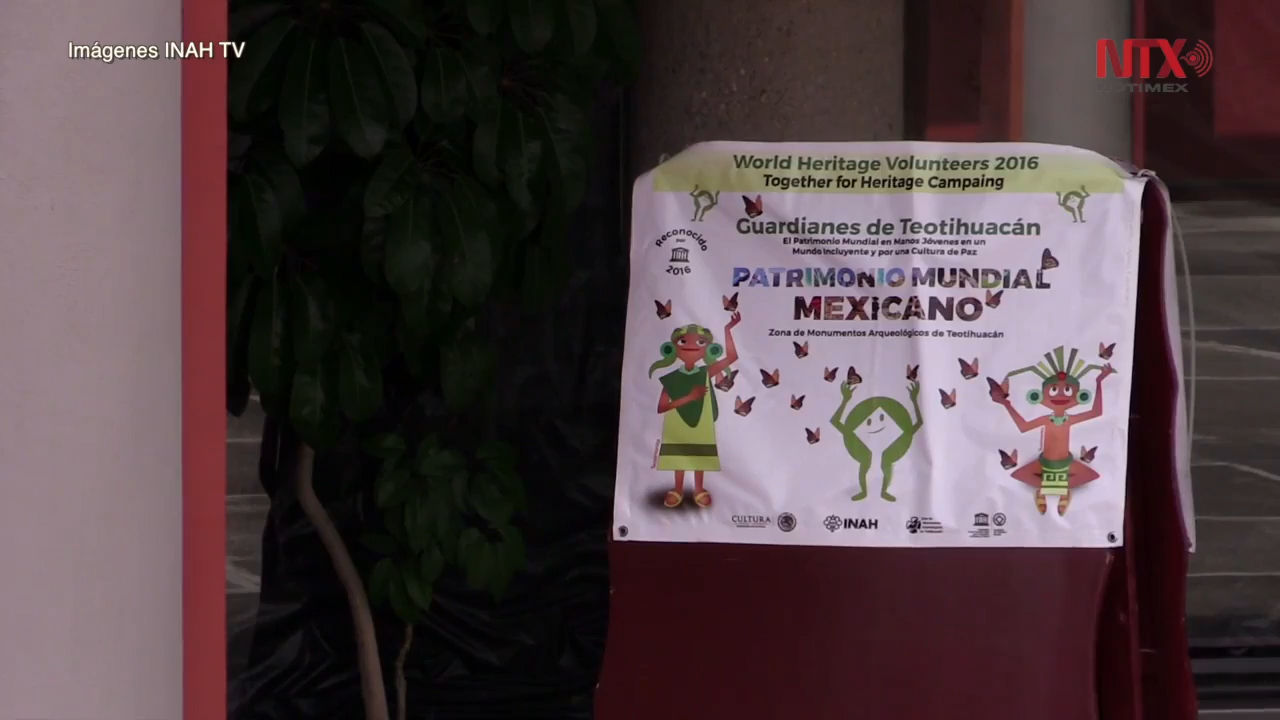 Imágenes INAH TV
NTX
NOTIMEX
World Heritage Volunteers 2016
Together for Heritage Campaing
Guardianes de Teotihuacán
El Patrimonio Mundial en Manos Jóvenes en un
Mundo Incluyente y por una Cultura de Paz
Reconocido
por
2016
PATRIMONIO MUNDIAL
MEXICANO
Zona de Monumentos Arqueológicos de Teotihuacán
CULTURA
INAH